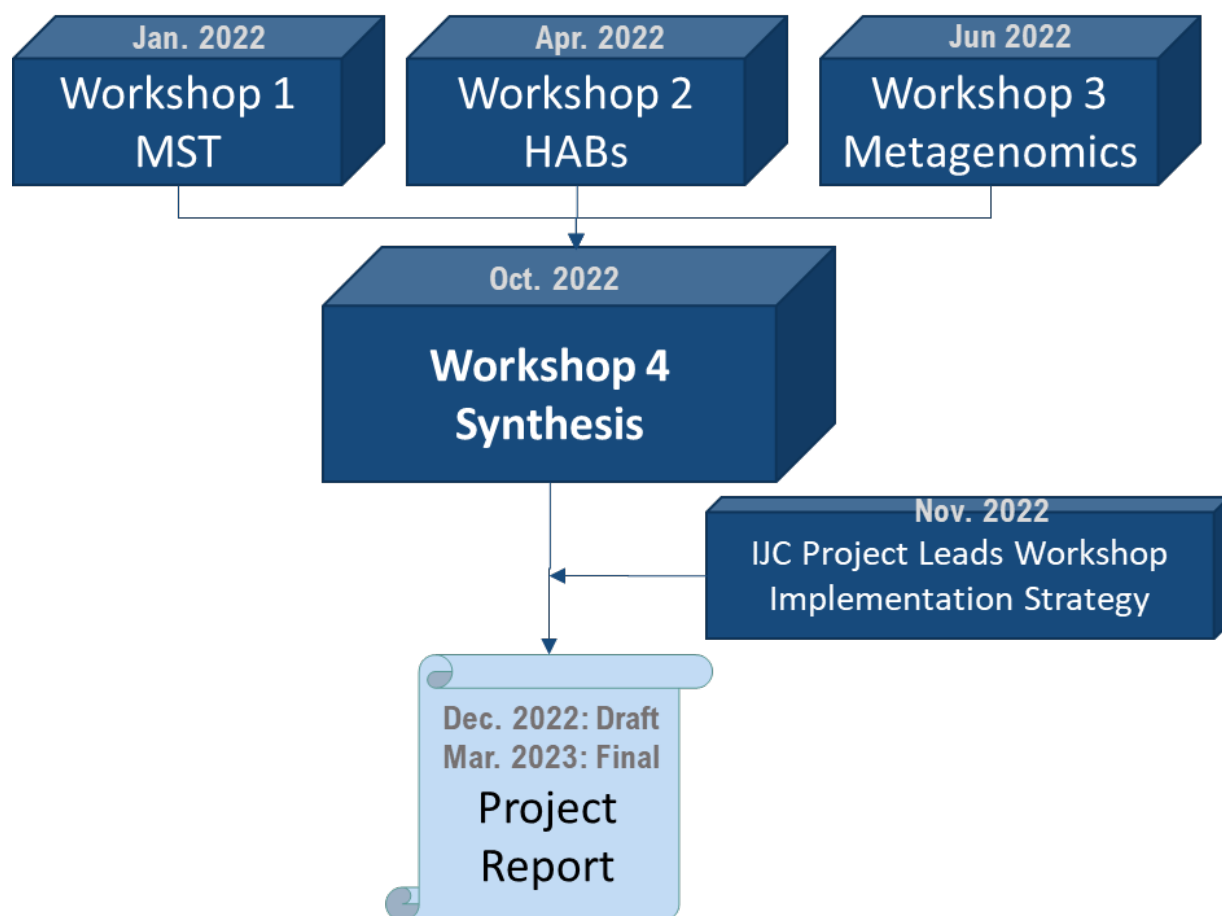 Jan. 2022
Workshop 1
MST
Apr. 2022
Workshop 2
HABs
Jun 2022
Workshop 3
Metagenomics
Oct. 2022
Workshop 4
Synthesis
Nov. 2022
IJC Project Leads Workshop
Implementation Strategy
Dec. 2022: Draft
Mar. 2023: Final
Project
Report